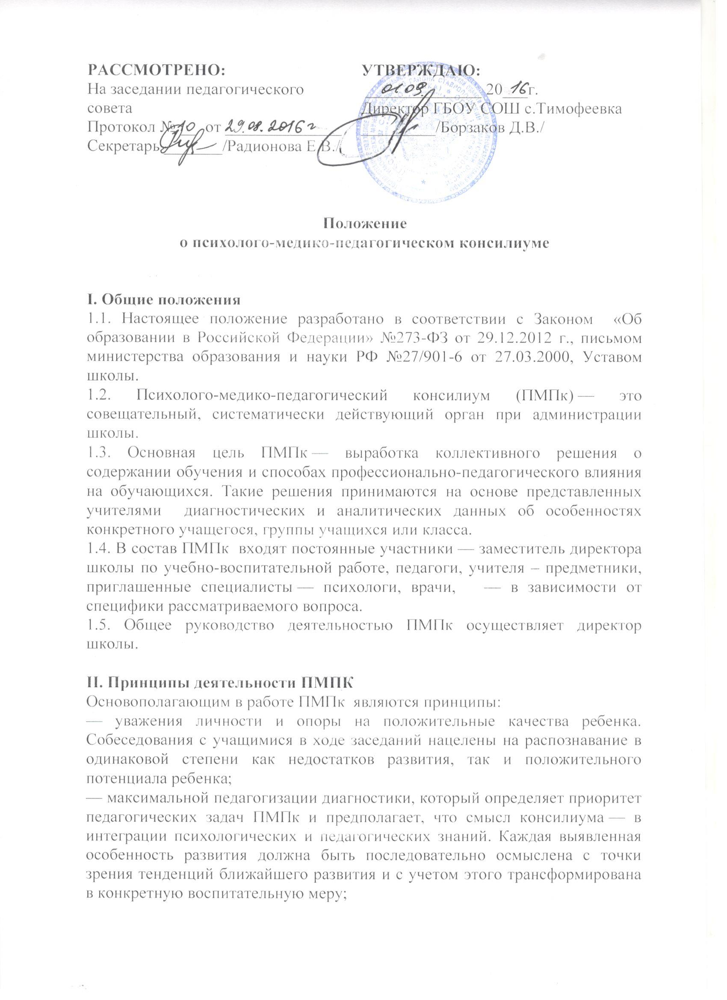 РАССМОТРЕНО:
На заседании педагогического
совета
Протокол №10 от 29.08.2016 г
Секретарь /Радионова Е.В./
УТВЕРЖДАЮ:
01 09. 2016г.
Директор ГБОУ СОШ с.Тимофеевка
/Борзаков Д.В./
Положение
о психолого-медико-педагогическом консилиуме
I. Общие положения
1.1. Настоящее положение разработано в соответствии с Законом «Об
образовании в Российской Федерации» №273-ФЗ от 29.12.2012 г., письмом
министерства образования и науки РФ №27/901-6 от 27.03.2000, Уставом
школы.
1.2. Психолого-медико-педагогический консилиум (ПМПк) — это
совещательный, систематически действующий орган при администрации
школы.
1.3. Основная цель ПМПк — выработка коллективного решения о
содержании обучения и способах профессионально-педагогического влияния
на обучающихся. Такие решения принимаются на основе представленных
учителями диагностических и аналитических данных об особенностях
конкретного учащегося, группы учащихся или класса.
1.4. В состав ПМПк входят постоянные участники — заместитель директора
школы по учебно-воспитательной работе, педагоги, учителя – предметники,
приглашенные специалисты — психологи, врачи, — в зависимости от
специфики рассматриваемого вопроса.
1.5. Общее руководство деятельностью ПМПк осуществляет директор
школы.
II. Принципы деятельности ПМПК
Основополагающим в работе ПМПк являются принципы:
— уважения личности и опоры на положительные качества ребенка.
Собеседования с учащимися в ходе заседаний нацелены на распознавание в
одинаковой степени как недостатков развития, так и положительного
потенциала ребенка;
— максимальной педагогизации диагностики, который определяет приоритет
педагогических задач ПМПк и предполагает, что смысл консилиума — в
интеграции психологических и педагогических знаний. Каждая выявленная
особенность развития должна быть последовательно осмыслена с точки
зрения тенденций ближайшего развития и с учетом этого трансформирована
в конкретную воспитательную меру;